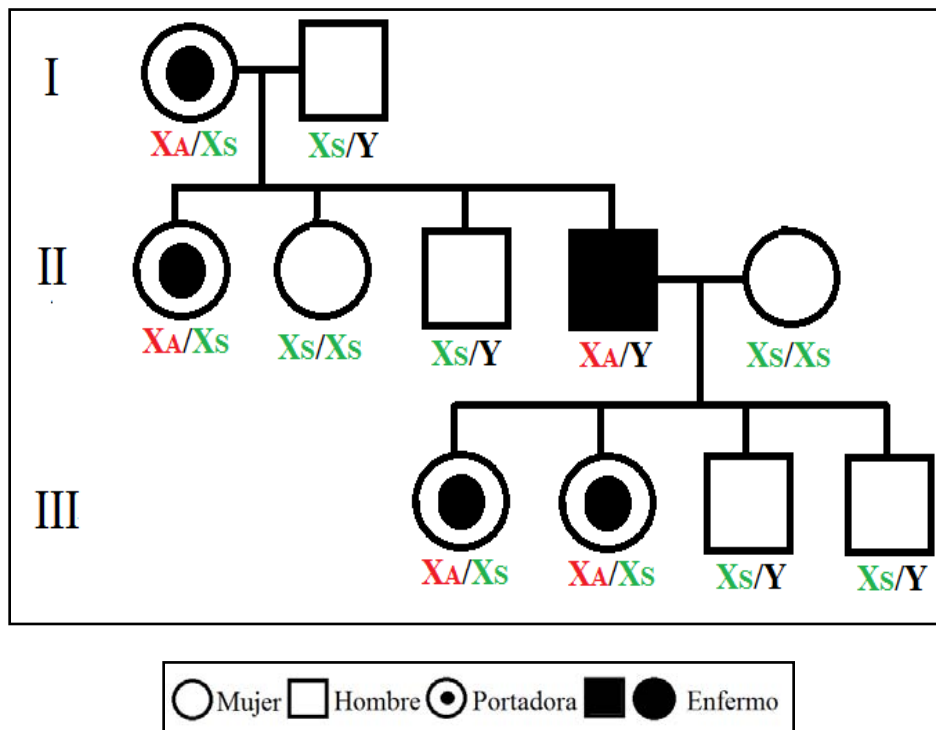 I
XA/XS XS/Y
II
XA/XS XS/XS XS/Y XA/Y XS/XS
III
XA/XS XA/XS XS/Y XS/Y
Mujer Hombre Portadora Enfermo